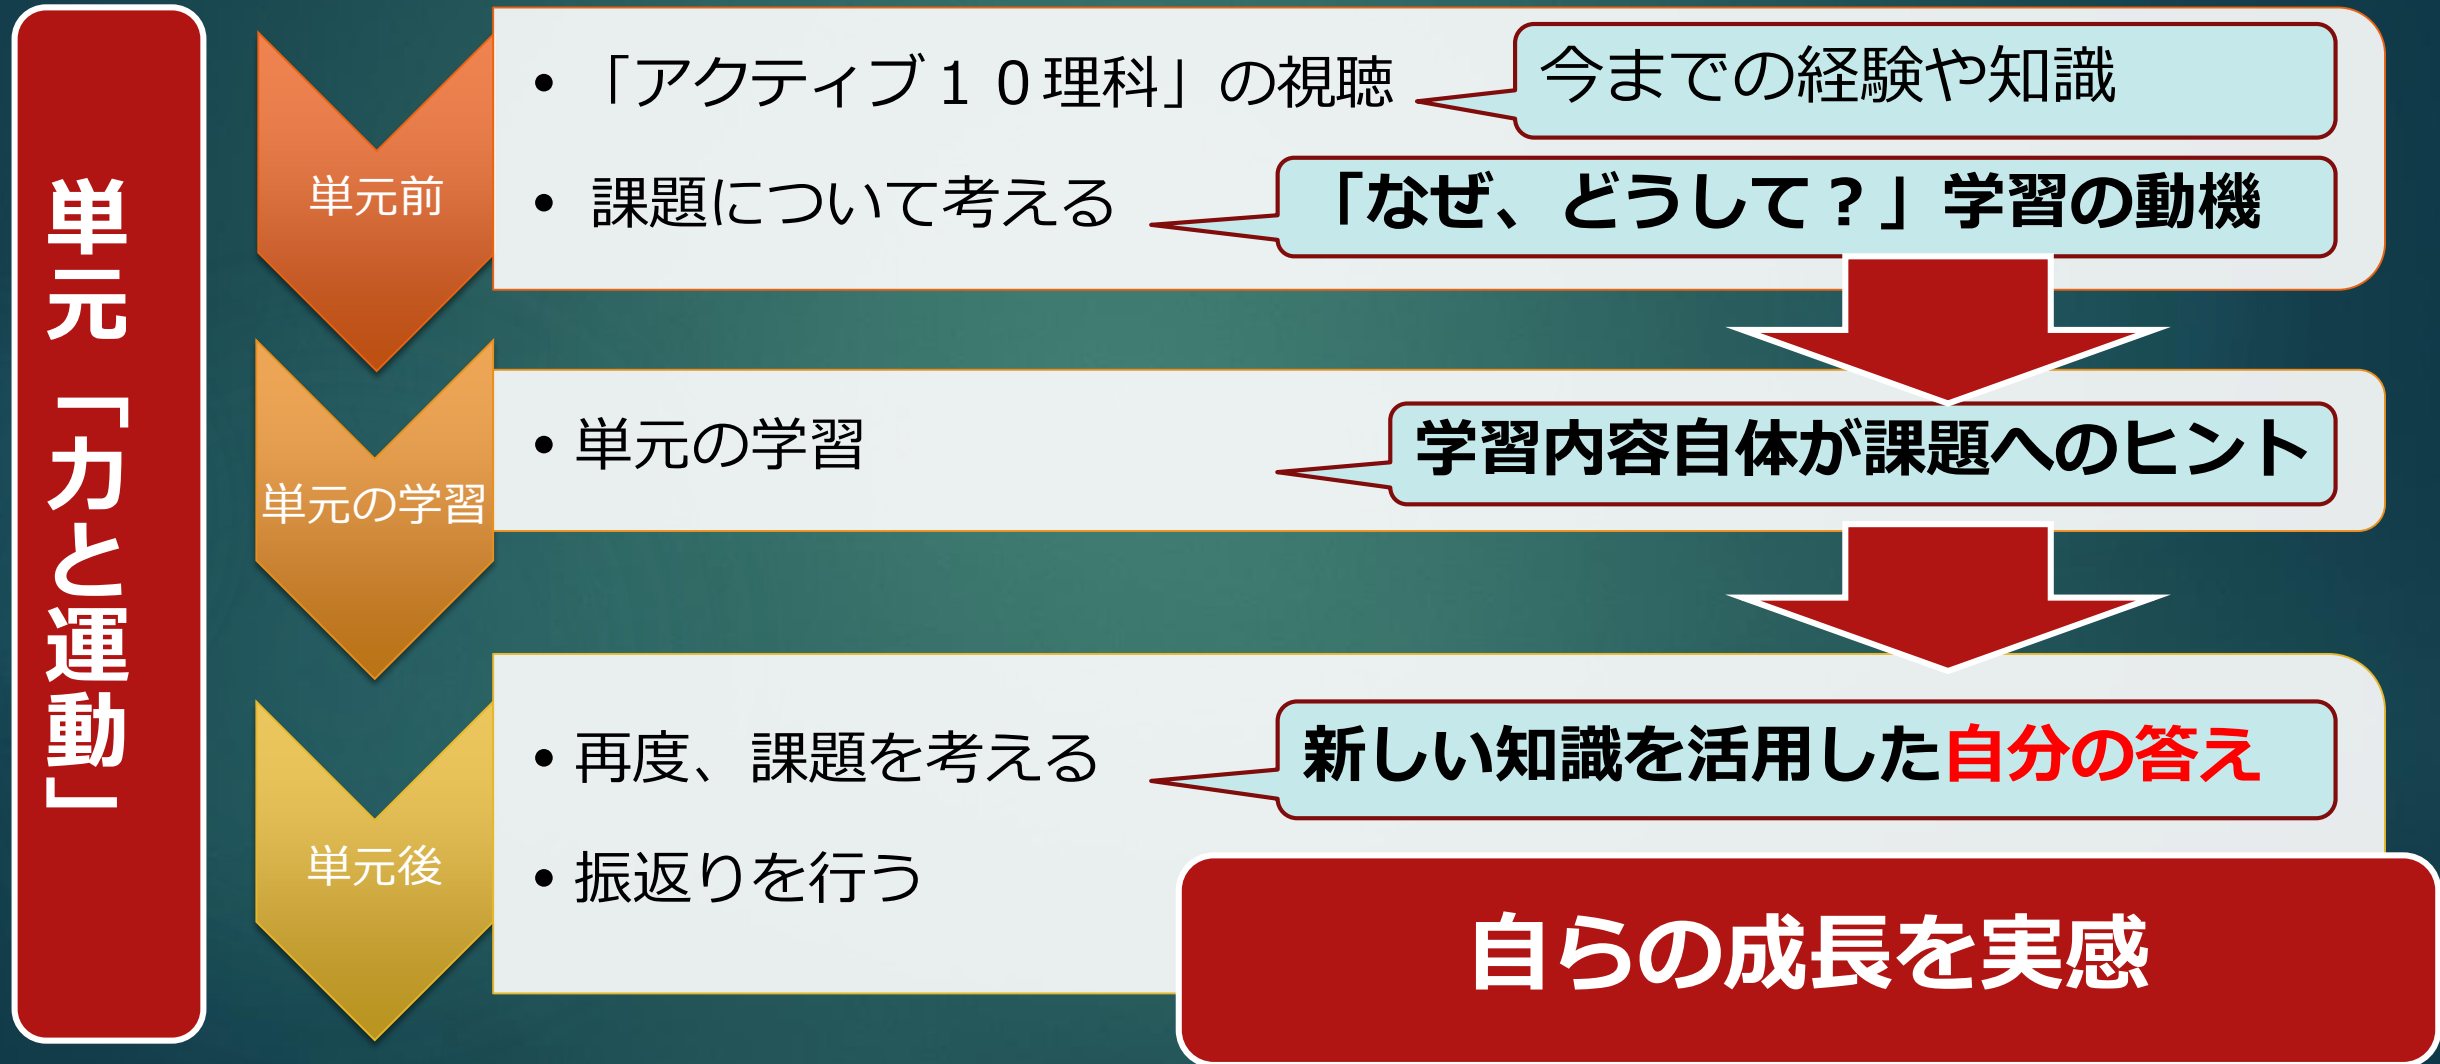 単元「力と運動」
単元前
・「アクティブ１０理科」の視聴
今までの経験や知識
・課題について考える
「なぜ、どうして？」学習の動機
単元の学習
・単元の学習
学習内容自体が課題へのヒント
単元後
・再度、課題を考える
新しい知識を活用した自分の答え
・振返りを行う
自らの成長を実感